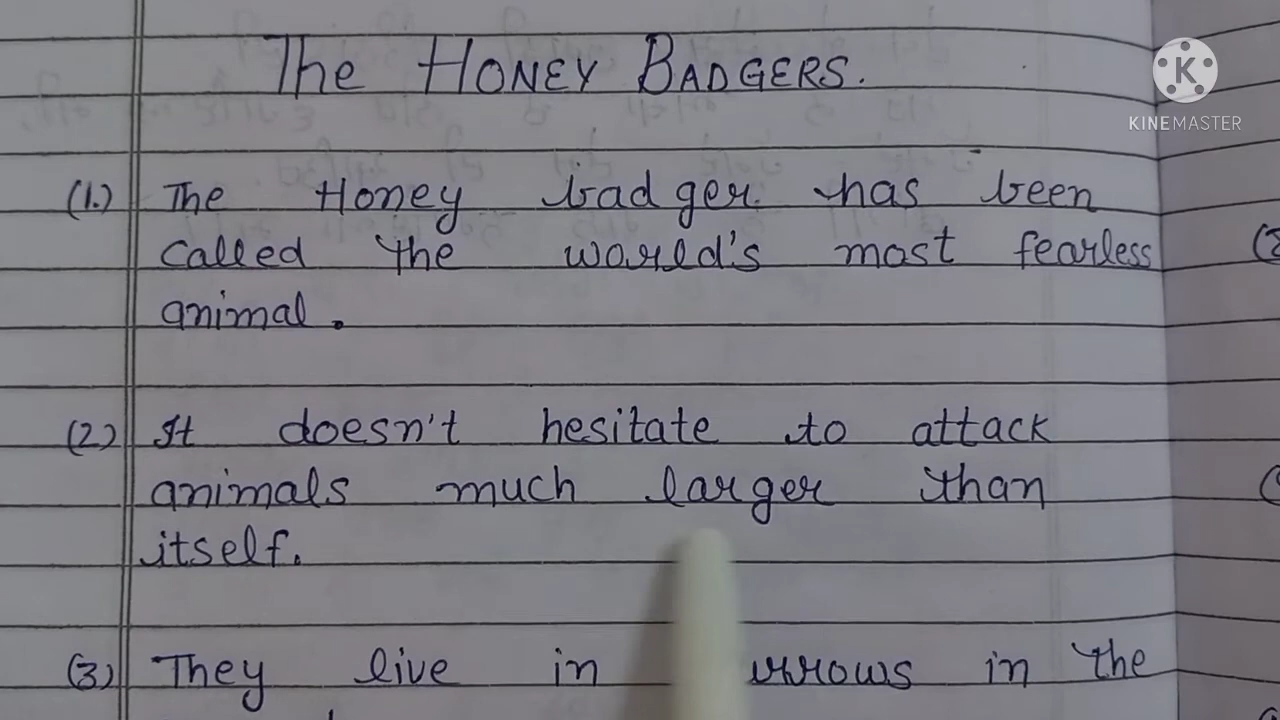 The HONEY BADGERS.
K
KINEMASTER
(1.) The Honey badger has been
called the world's most fearless
animal.
(2) It doesn't hesitate to attack
animals much larger than
itself.
(3) They live in urrows in the